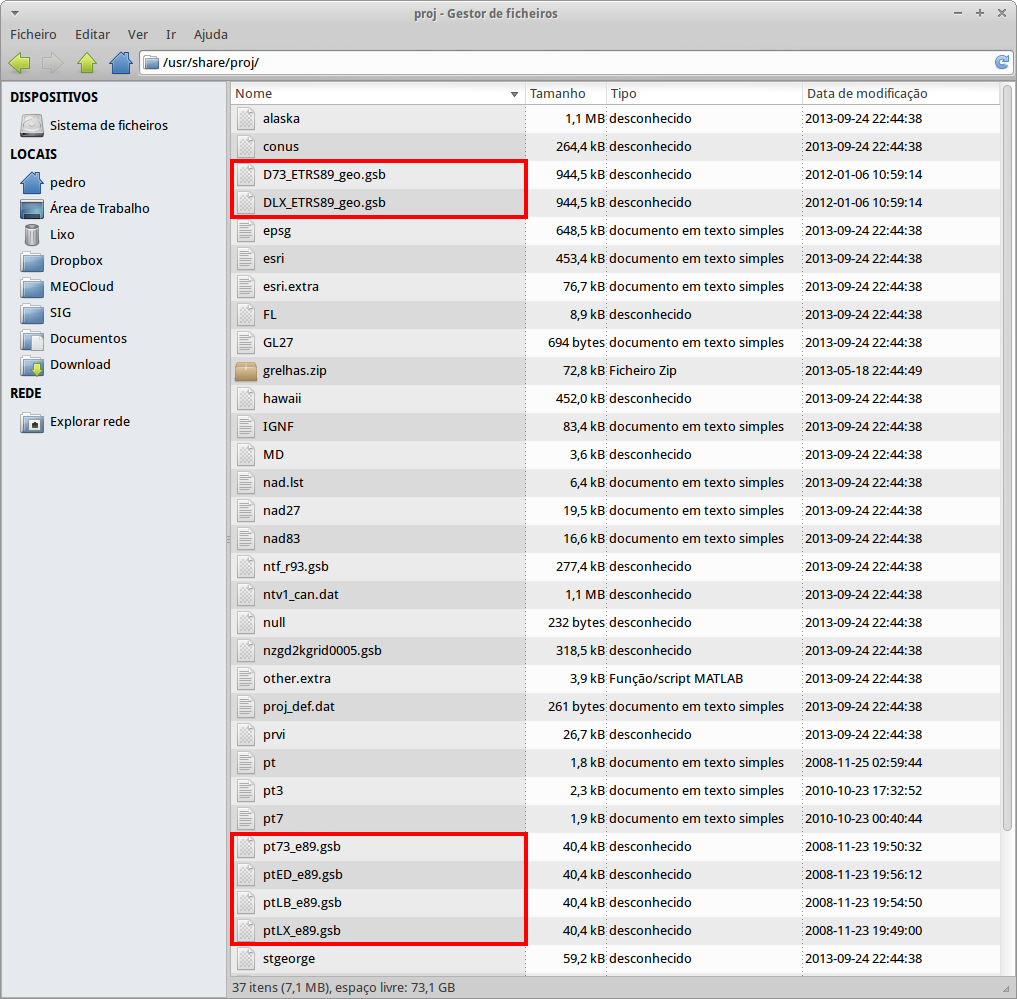 proj - Gestor de ficheiros
Ficheiro Editar Ver Ir Ajuda
/usr/share/proj/
DISPOSITIVOS
Sistema de ficheiros
LOCAIS
pedro
Área de Trabalho
Lixo
Dropbox
MEOCloud
SIG
Documentos
Download
REDE
Explorar rede
Nome Tamanho Tipo Data de modificação
alaska 1,1 MB desconhecido 2013-09-24 22:44:38
conus 264,4 kB desconhecido 2013-09-24 22:44:38
D73_ETRS89_geo.gsb 944,5 kB desconhecido 2012-01-06 10:59:14
DLX_ETRS89_geo.gsb 944,5 kB desconhecido 2012-01-06 10:59:14
epsg 648,5 kB documento em texto simples 2013-09-24 22:44:38
esri 453,4 kB documento em texto simples 2013-09-24 22:44:38
esri.extra 76,7 kB documento em texto simples 2013-09-24 22:44:38
FL 8,9 kB desconhecido 2013-09-24 22:44:38
GL27 694 bytes documento em texto simples 2013-09-24 22:44:38
grelhas.zip 72,8 kB Ficheiro Zip 2013-05-18 22:44:49
hawaii 452,0 kB desconhecido 2013-09-24 22:44:38
IGNF 83,4 kB documento em texto simples 2013-09-24 22:44:38
MD 3,6 kB desconhecido 2013-09-24 22:44:38
nad.lst 6,4 kB documento em texto simples 2013-09-24 22:44:38
nad27 19,5 kB documento em texto simples 2013-09-24 22:44:38
nad83 16,6 kB documento em texto simples 2013-09-24 22:44:38
ntf_r93.gsb 277,4 kB desconhecido 2013-09-24 22:44:38
ntv1_can.dat 1,1 MB desconhecido 2013-09-24 22:44:38
null 232 bytes desconhecido 2013-09-24 22:44:38
nzgd2kgrid0005.gsb 318,5 kB desconhecido 2013-09-24 22:44:38
other.extra 3,9 kB Função/script MATLAB 2013-09-24 22:44:38
proj_def.dat 261 bytes documento em texto simples 2013-09-24 22:44:38
prvi 26,7 kB desconhecido 2013-09-24 22:44:38
pt 1,8 kB documento em texto simples 2008-11-25 02:59:44
pt3 2,3 kB documento em texto simples 2010-10-23 17:32:52
pt7 1,9 kB documento em texto simples 2010-10-23 00:40:44
pt73_e89.gsb 40,4 kB desconhecido 2008-11-23 19:50:32
ptED_e89.gsb 40,4 kB desconhecido 2008-11-23 19:56:12
ptLB_e89.gsb 40,4 kB desconhecido 2008-11-23 19:54:50
ptLX_e89.gsb 40,4 kB desconhecido 2008-11-23 19:49:00
stgeorge 59,2 kB desconhecido 2013-09-24 22:44:38
37 itens (7,1 MB), espaço livre: 73,1 GB